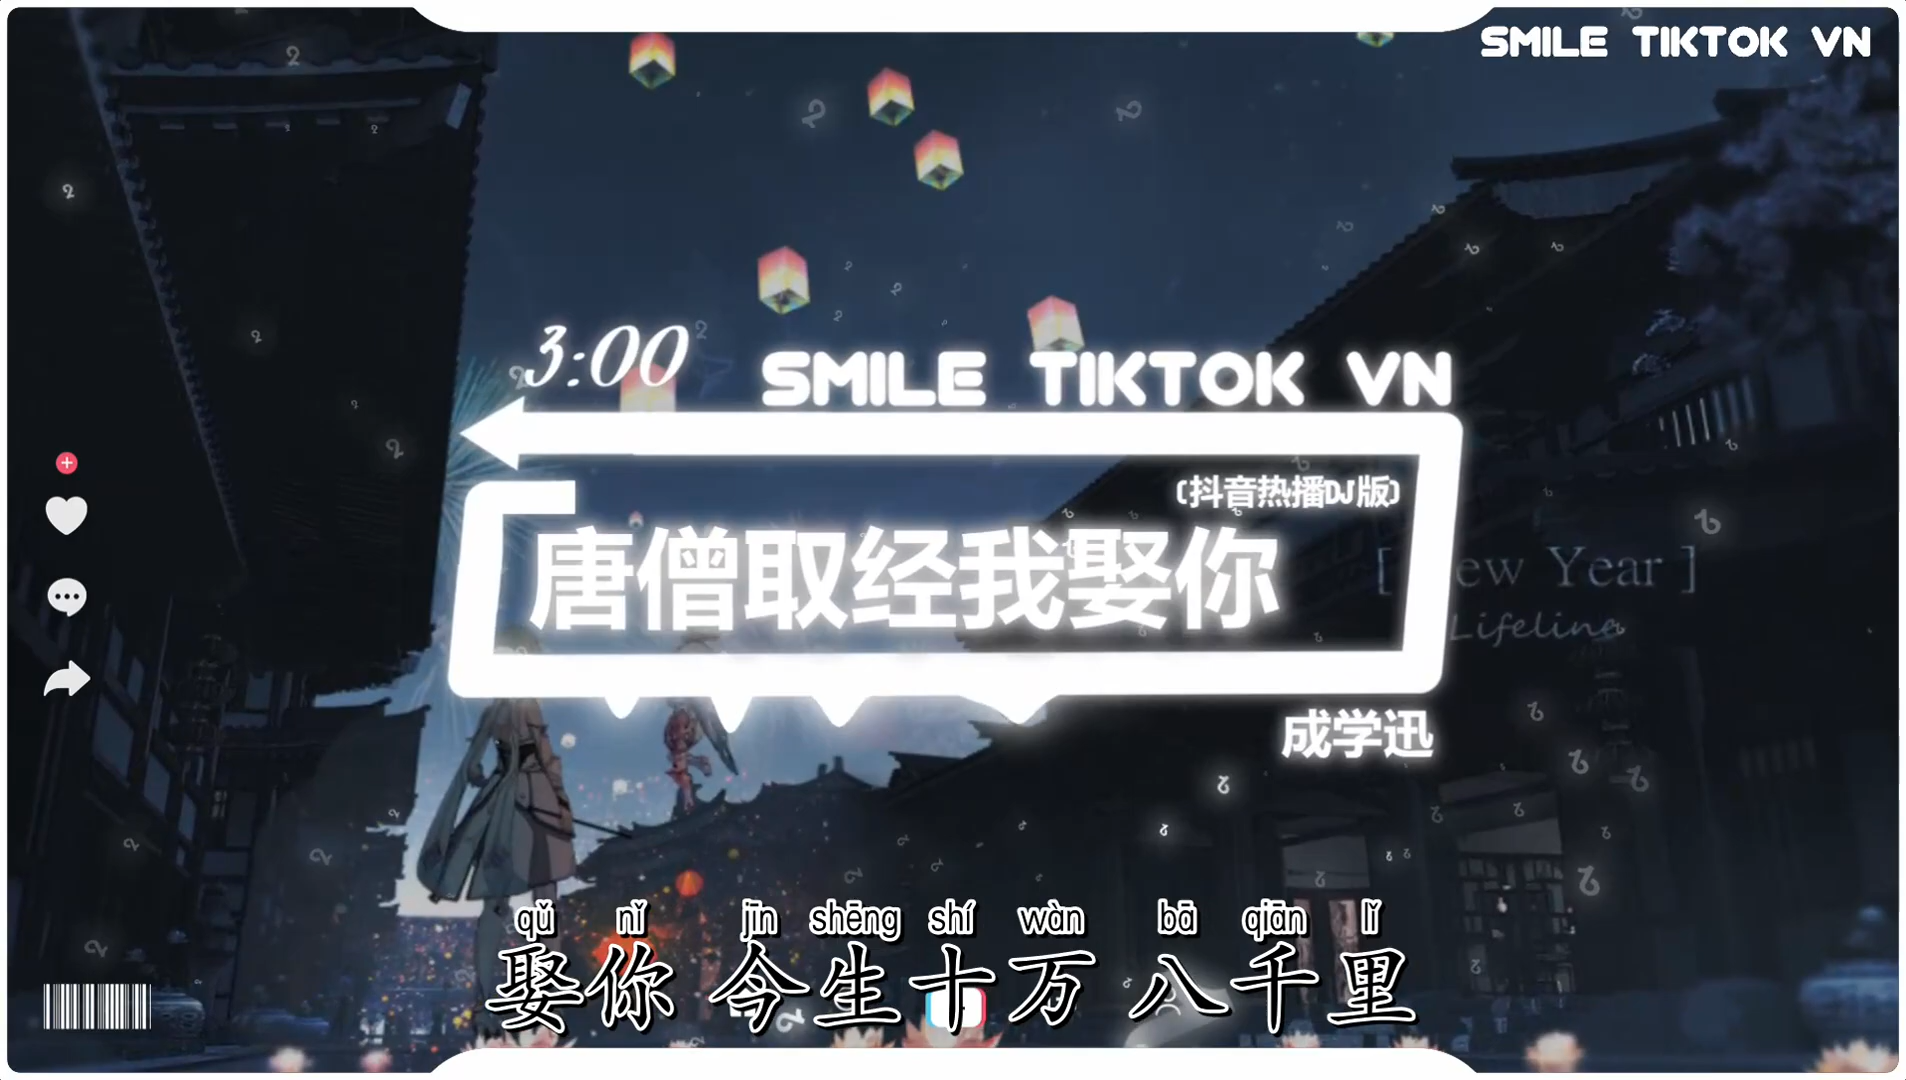 SMILE TIKTOK VN
3:00
SMILE TIKTOK VN
(抖音热播DJ版)
唐僧取经我娶你
[ ew Year ]
Lifeline
成学迅
qǔ nǐ jīn shēng shí wàn bā qiān lǐ
娶你 今生十万 八千里